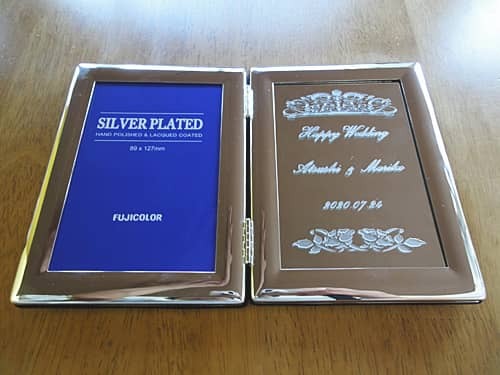 SILVER PLATED
HAND POLISHED & LACQUED COATED
89 x 127mm
FUJICOLOR
Happy Wedding
Atsushi & Mariko
2020.07.24